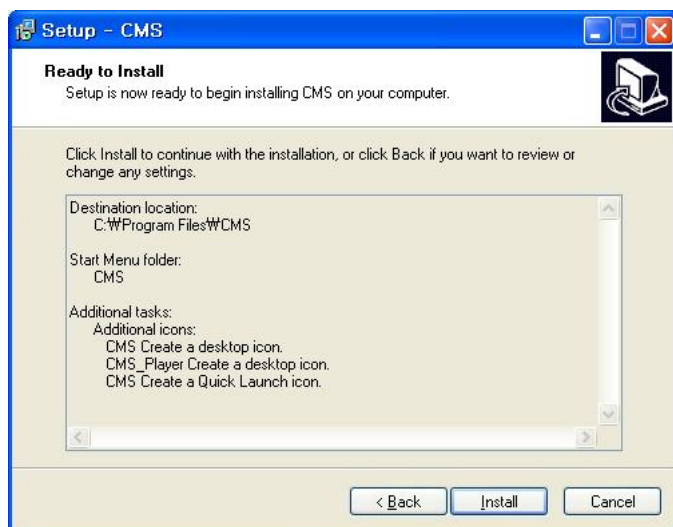 Setup - CMS
Ready to Install
Setup is now ready to begin installing CMS on your computer.
Click Install to continue with the installation, or click Back if you want to review or
change any settings.
Destination location:
C:₩Program Files₩CMS
Start Menu folder:
CMS
Additional tasks:
Additional icons:
CMS Create a desktop icon.
CMS_Player Create a desktop icon.
CMS Create a Quick Launch icon.
< Back
Install
Cancel